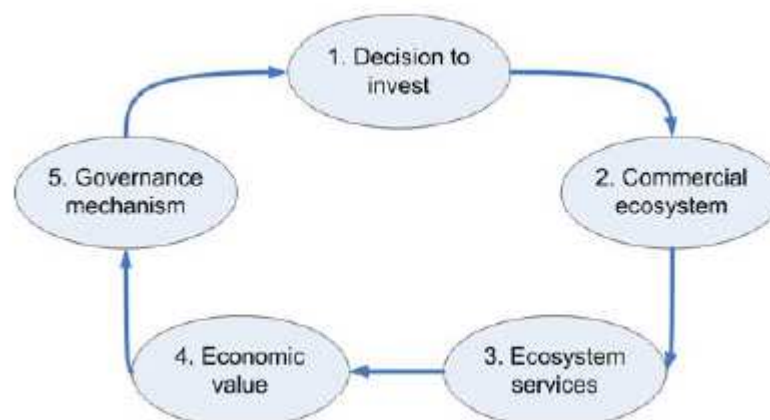 1. Decision to
invest
5. Governance
mechanism
2. Commercial
ecosystem
4. Economic
value
3. Ecosystem
services